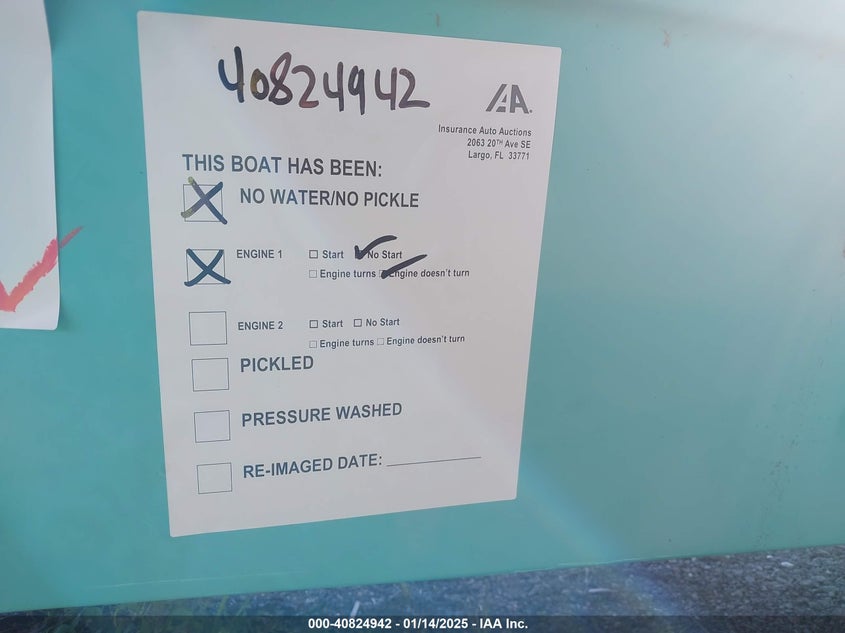 40824942
IAA.
Insurance Auto Auctions
2063 20TH Ave SE
Largo, FL 33771
THIS BOAT HAS BEEN:
NO WATER/NO PICKLE
ENGINE 1 Start No Start
Engine turns Engine doesn't turn
ENGINE 2 Start No Start
Engine turns Engine doesn't turn
PICKLED
PRESSURE WASHED
RE-IMAGED DATE:
000-40824942 - 01/14/2025 - IAA Inc.